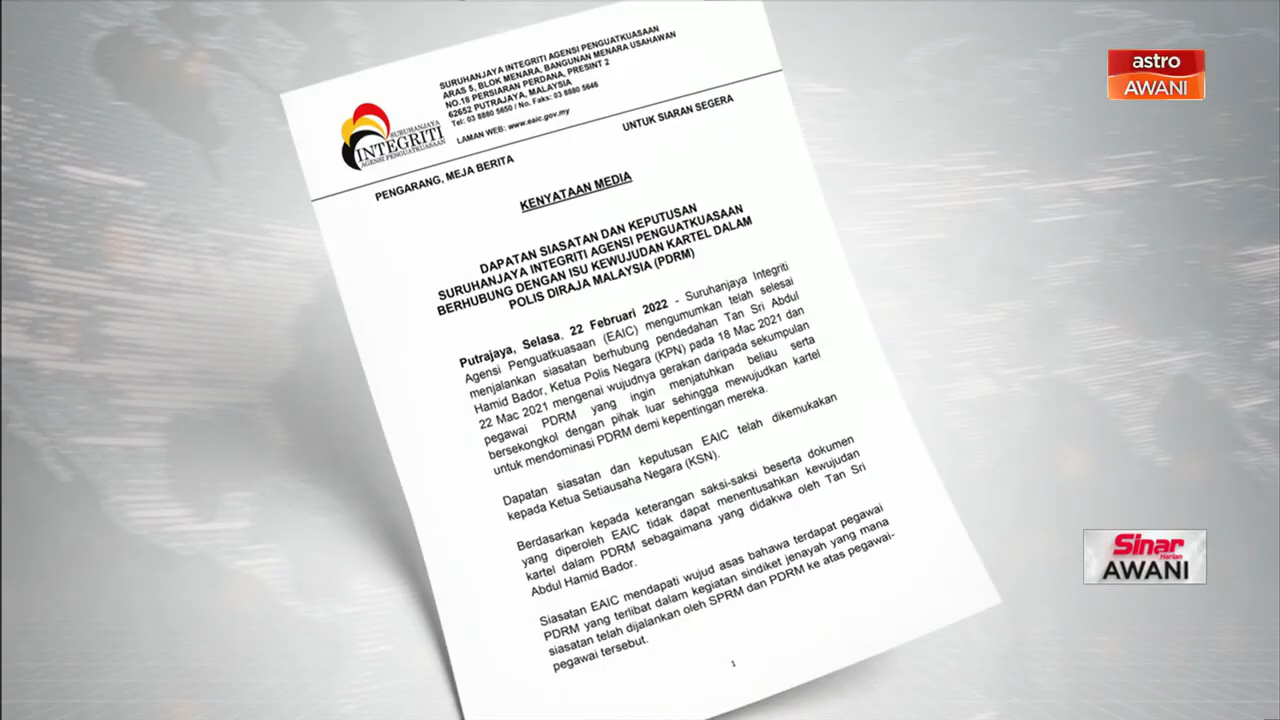 SURUHANJAYA INTEGRITI AGENSI PENGUATKUASAAN
ARAS 5, BLOK MENARA, BANGUNAN MENARA USAHAWAN
NO.18 PERSIARAN PERDANA, PRESINT 2
62652 PUTRAJAYA, MALAYSIA
Tel: 03 8880 5650 / No. Faks: 03 8880 5646
LAMAN WEB: www.eaic.gov.my
SURUHANJAYA
INTEGRITI
AGENSI PENGUATKUASAAN
UNTUK SIARAN SEGERA
PENGARANG, MEJA BERITA
KENYATAAN MEDIA
DAPATAN SIASATAN DAN KEPUTUSAN
SURUHANJAYA INTEGRITI AGENSI PENGUATKUASAAN
BERHUBUNG DENGAN ISU KEWUJUDAN KARTEL DALAM
POLIS DIRAJA MALAYSIA (PDRM)
Putrajaya, Selasa, 22 Februari 2022 - Suruhanjaya Integriti
Agensi Penguatkuasaan (EAIC) mengumumkan telah selesai
menjalankan siasatan berhubung pendedahan Tan Sri Abdul
Hamid Bador, Ketua Polis Negara (KPN) pada 18 Mac 2021 dan
22 Mac 2021 mengenai wujudnya gerakan daripada sekumpulan
pegawai PDRM yang ingin menjatuhkan beliau serta
bersekongkol dengan pihak luar sehingga mewujudkan kartel
untuk mendominasi PDRM demi kepentingan mereka.
Dapatan siasatan dan keputusan EAIC telah dikemukakan
kepada Ketua Setiausaha Negara (KSN).
Berdasarkan kepada keterangan saksi-saksi beserta dokumen
yang diperoleh EAIC tidak dapat menentusahkan kewujudan
kartel dalam PDRM sebagaimana yang didakwa oleh Tan Sri
Abdul Hamid Bador.
Siasatan EAIC mendapati wujud asas bahawa terdapat pegawai
PDRM yang terlibat dalam kegiatan sindiket jenayah yang mana
siasatan telah dijalankan oleh SPRM dan PDRM ke atas pegawai-
pegawai tersebut.
1
astro
AWANI
Sinar
Harian
AWANI